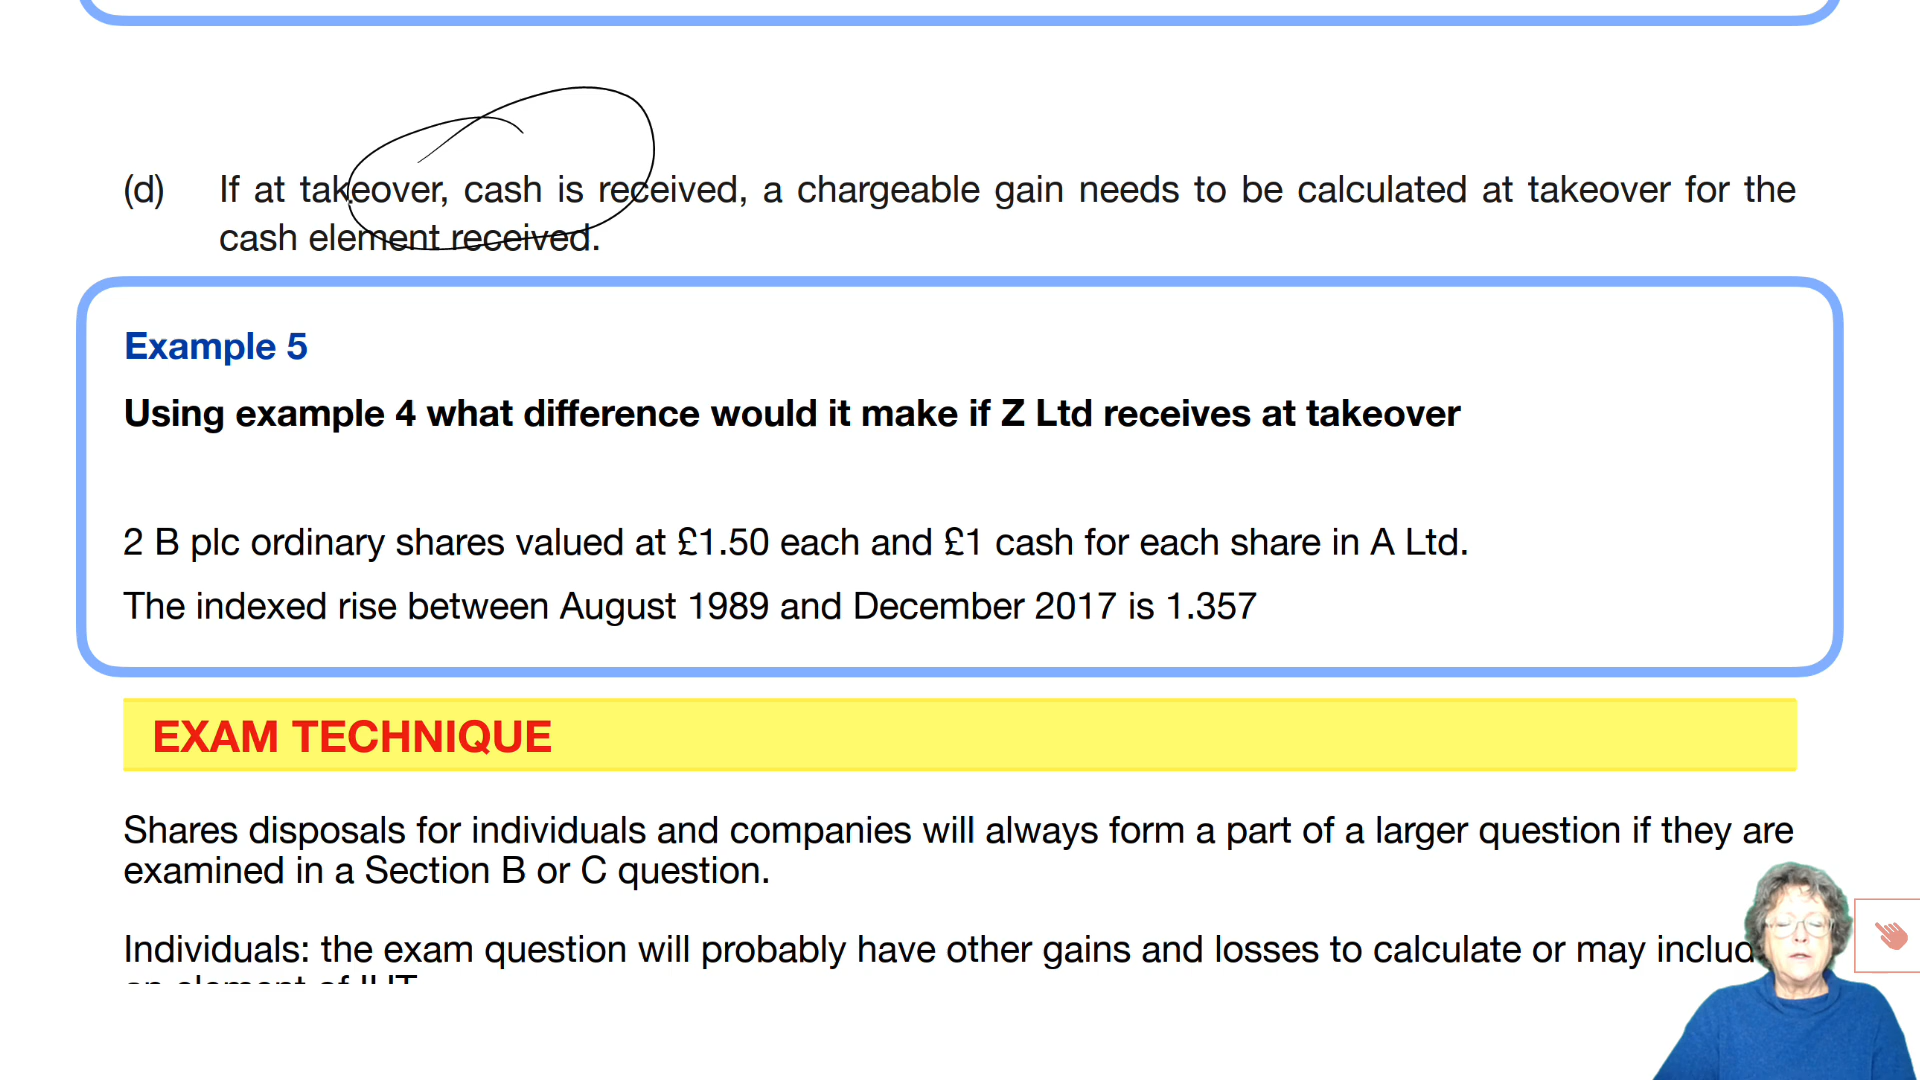 (d) If at takeover, cash is received, a chargeable gain needs to be calculated at takeover for the
cash element received.
Example 5
Using example 4 what difference would it make if Z Ltd receives at takeover
2 B plc ordinary shares valued at £1.50 each and £1 cash for each share in A Ltd.
The indexed rise between August 1989 and December 2017 is 1.357
EXAM TECHNIQUE
Shares disposals for individuals and companies will always form a part of a larger question if they are
examined in a Section B or C question.
Individuals: the exam question will probably have other gains and losses to calculate or may includ
an element of IHT